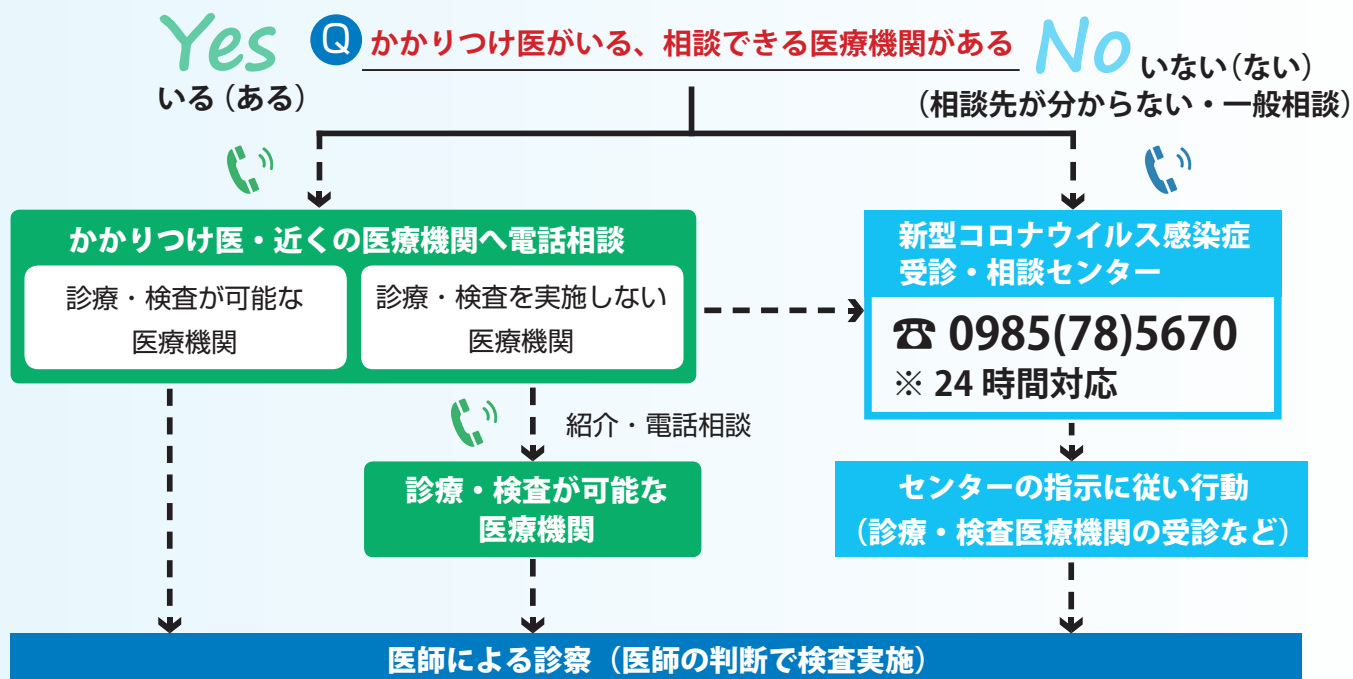 Yes
いる（ある）
Q かかりつけ医がいる、相談できる医療機関がある
No いない（ない）
（相談先が分からない・一般相談）
かかりつけ医・近くの医療機関へ電話相談
診療・検査が可能な
医療機関
診療・検査を実施しない
医療機関
新型コロナウイルス感染症
受診・相談センター
☎ 0985(78)5670
※ 24 時間対応
紹介・電話相談
診療・検査が可能な
医療機関
センターの指示に従い行動
（診療・検査医療機関の受診など）
医師による診察（医師の判断で検査実施）